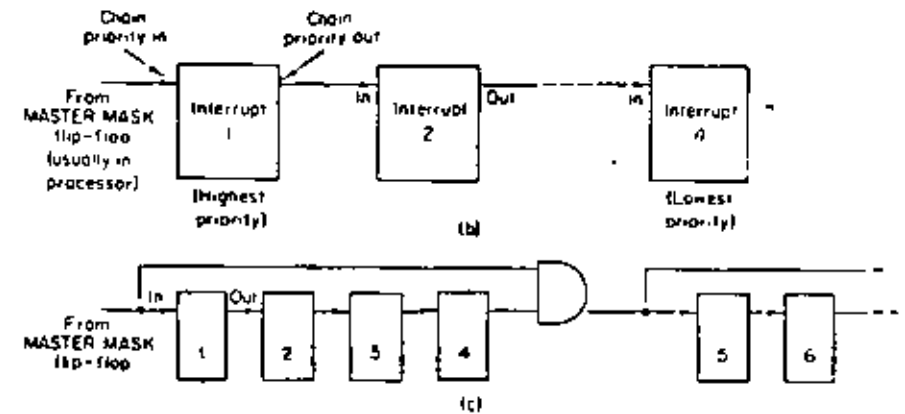 Chain
priority in
Chain
priority out
From
MASTER MASK
flip-flop
(usually in
processor)
Interrupt
1
In
Interrupt
2
Out
in
Interrupt
n
(Highest
priority)
(Lowest
priority)
(b)
In
Out
From
MASTER MASK
flip-flop
1
2
3
4
5
6
(c)